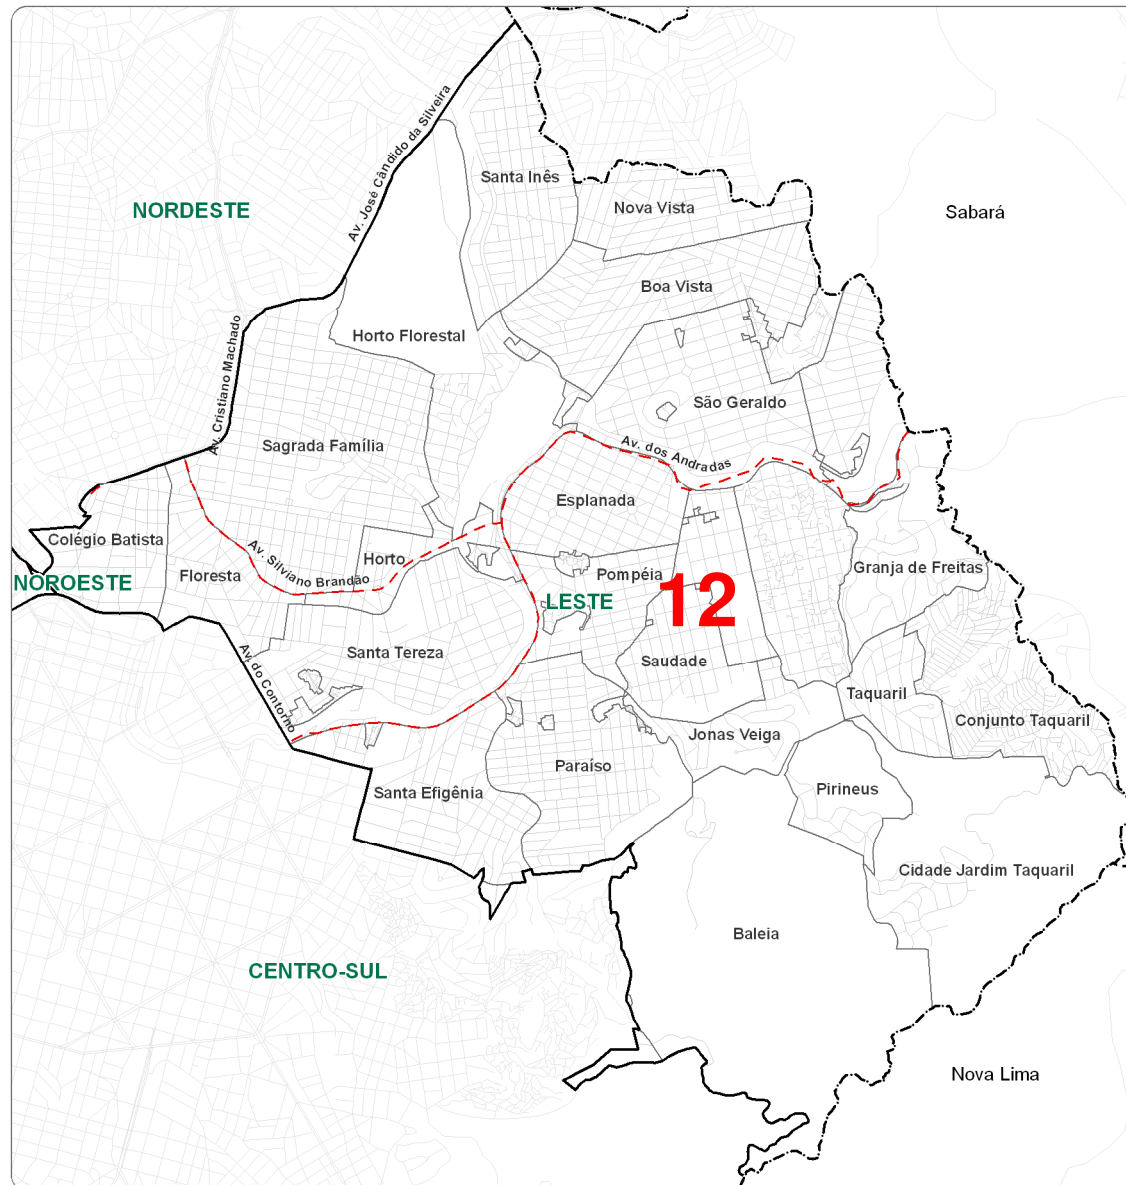 Av. José Cândido da Silveira
Santa Inês
Nova Vista
NORDESTE
Sabará
Boa Vista
Horto Florestal
Av. Cristiano Machado
São Geraldo
Sagrada Família
Av. dos Andradas
Esplanada
Colégio Batista
Av. Silviano Brandão
Horto
Floresta
NOROESTE
Pompéia
Granja de Freitas
12
LESTE
Santa Tereza
Saudade
Av. do Contorno
Taquaril
Conjunto Taquaril
Jonas Veiga
Paraíso
Pirineus
Santa Efigênia
Cidade Jardim Taquaril
Baleia
CENTRO-SUL
Nova Lima